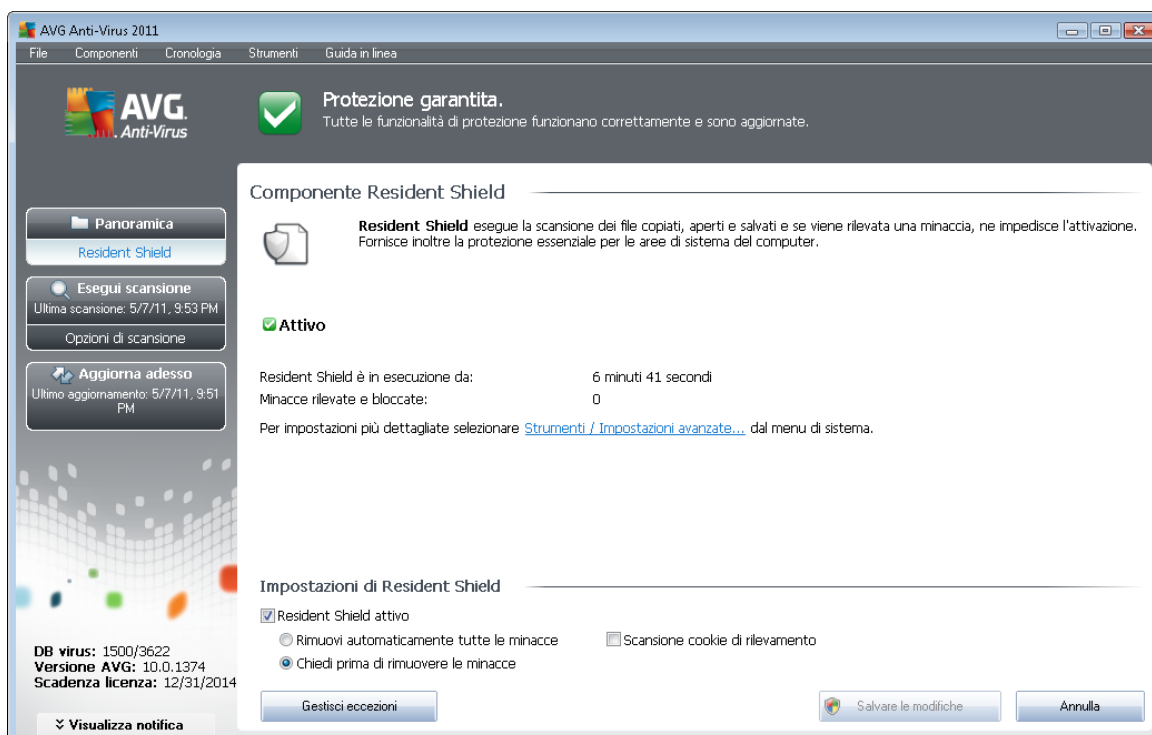 AVG Anti-Virus 2011
File Componenti Cronologia Strumenti Guida in linea
AVG.
Anti-Virus
Protezione garantita.
Tutte le funzionalità di protezione funzionano correttamente e sono aggiornate.
Panoramica
Resident Shield
Esegui scansione
Ultima scansione: 5/7/11, 9:53 PM
Opzioni di scansione
Aggiorna adesso
Ultimo aggiornamento: 5/7/11, 9:51
PM
DB virus: 1500/3622
Versione AVG: 10.0.1374
Scadenza licenza: 12/31/2014
Visualizza notifica
Componente Resident Shield
Resident Shield esegue la scansione dei file copiati, aperti e salvati e se viene rilevata una minaccia, ne impedisce l'attivazione.
Fornisce inoltre la protezione essenziale per le aree di sistema del computer.
Attivo
Resident Shield è in esecuzione da: 6 minuti 41 secondi
Minacce rilevate e bloccate: 0
Per impostazioni più dettagliate selezionare Strumenti / Impostazioni avanzate... dal menu di sistema.
Impostazioni di Resident Shield
Resident Shield attivo
Rimuovi automaticamente tutte le minacce Scansione cookie di rilevamento
Chiedi prima di rimuovere le minacce
Gestisci eccezioni Salvare le modifiche Annulla